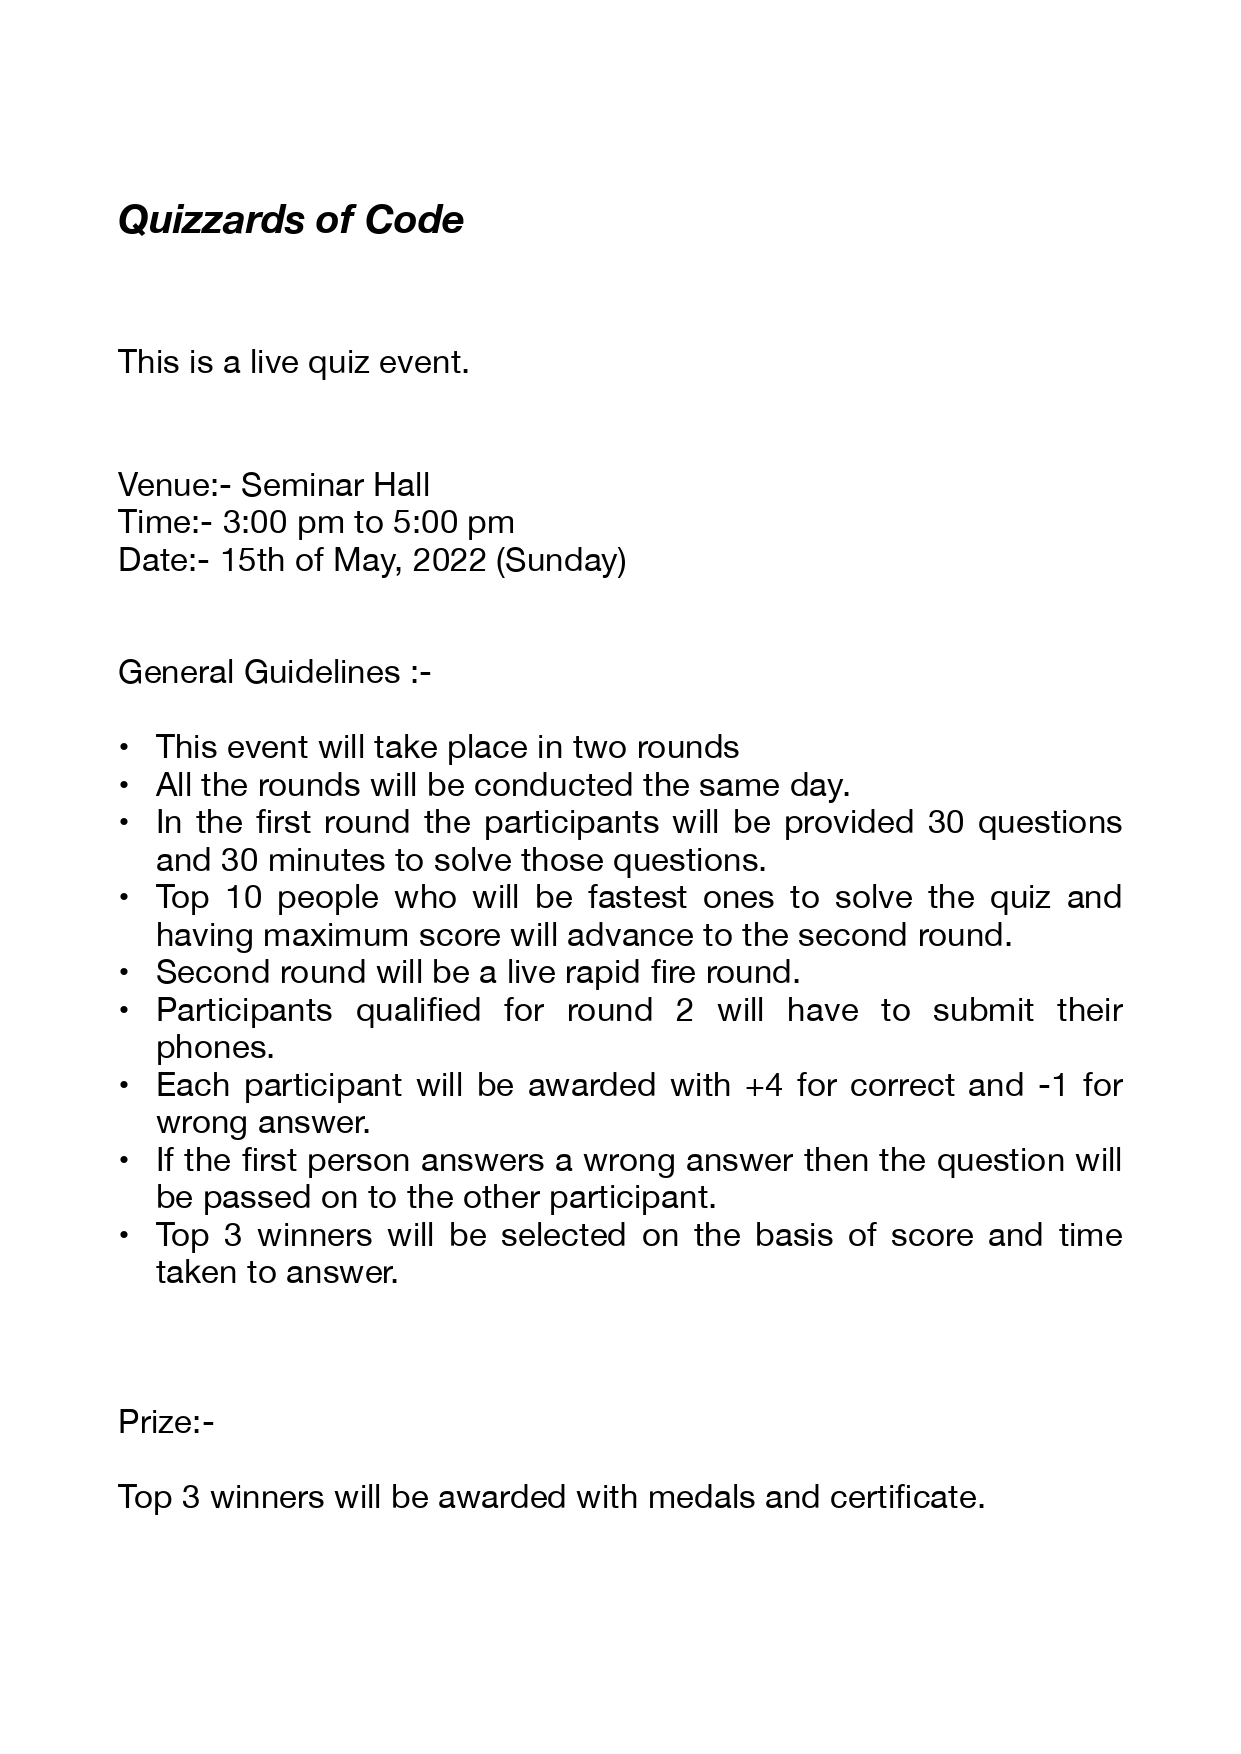 Quizzards of Code
This is a live quiz event.
Venue:- Seminar Hall
Time:- 3:00 pm to 5:00 pm
Date:- 15th of May, 2022 (Sunday)
General Guidelines :-
• This event will take place in two rounds
• All the rounds will be conducted the same day.
• In the first round the participants will be provided 30 questions
and 30 minutes to solve those questions.
• Top 10 people who will be fastest ones to solve the quiz and
having maximum score will advance to the second round.
• Second round will be a live rapid fire round.
• Participants qualified for round 2 will have to submit their
phones.
• Each participant will be awarded with +4 for correct and -1 for
wrong answer.
• If the first person answers a wrong answer then the question will
be passed on to the other participant.
• Top 3 winners will be selected on the basis of score and time
taken to answer.
Prize:-
Top 3 winners will be awarded with medals and certificate.